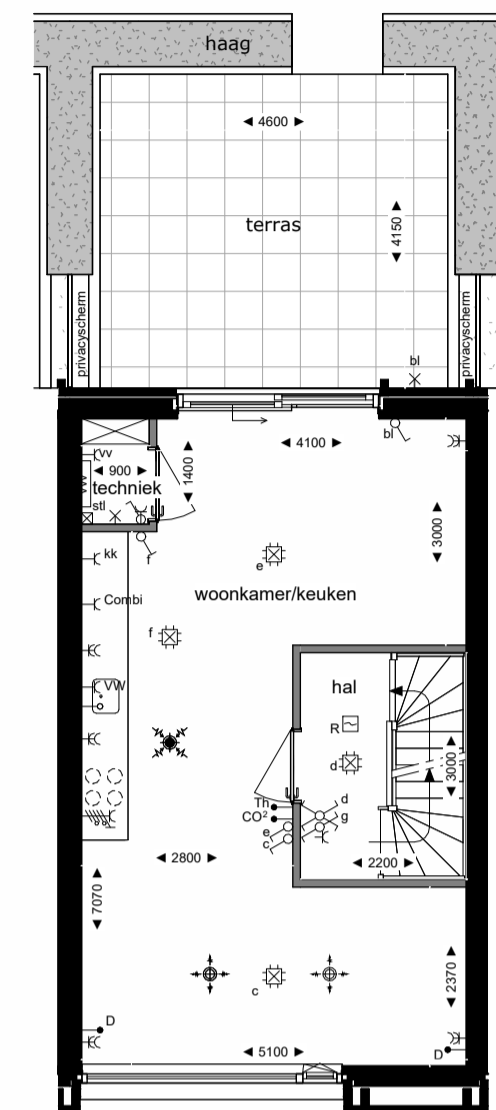 haag
4600
terras
4150
privacyscherm
privacyscherm
bl
bl
4100
vv
900
1400
techniek
stl
3000
kk
f
e
Combi
woonkamer/keuken
f
VW
hal
R
d
3000
Th
d
CO²
g
e
c
2800
2200
7070
2370
c
D
D
5100